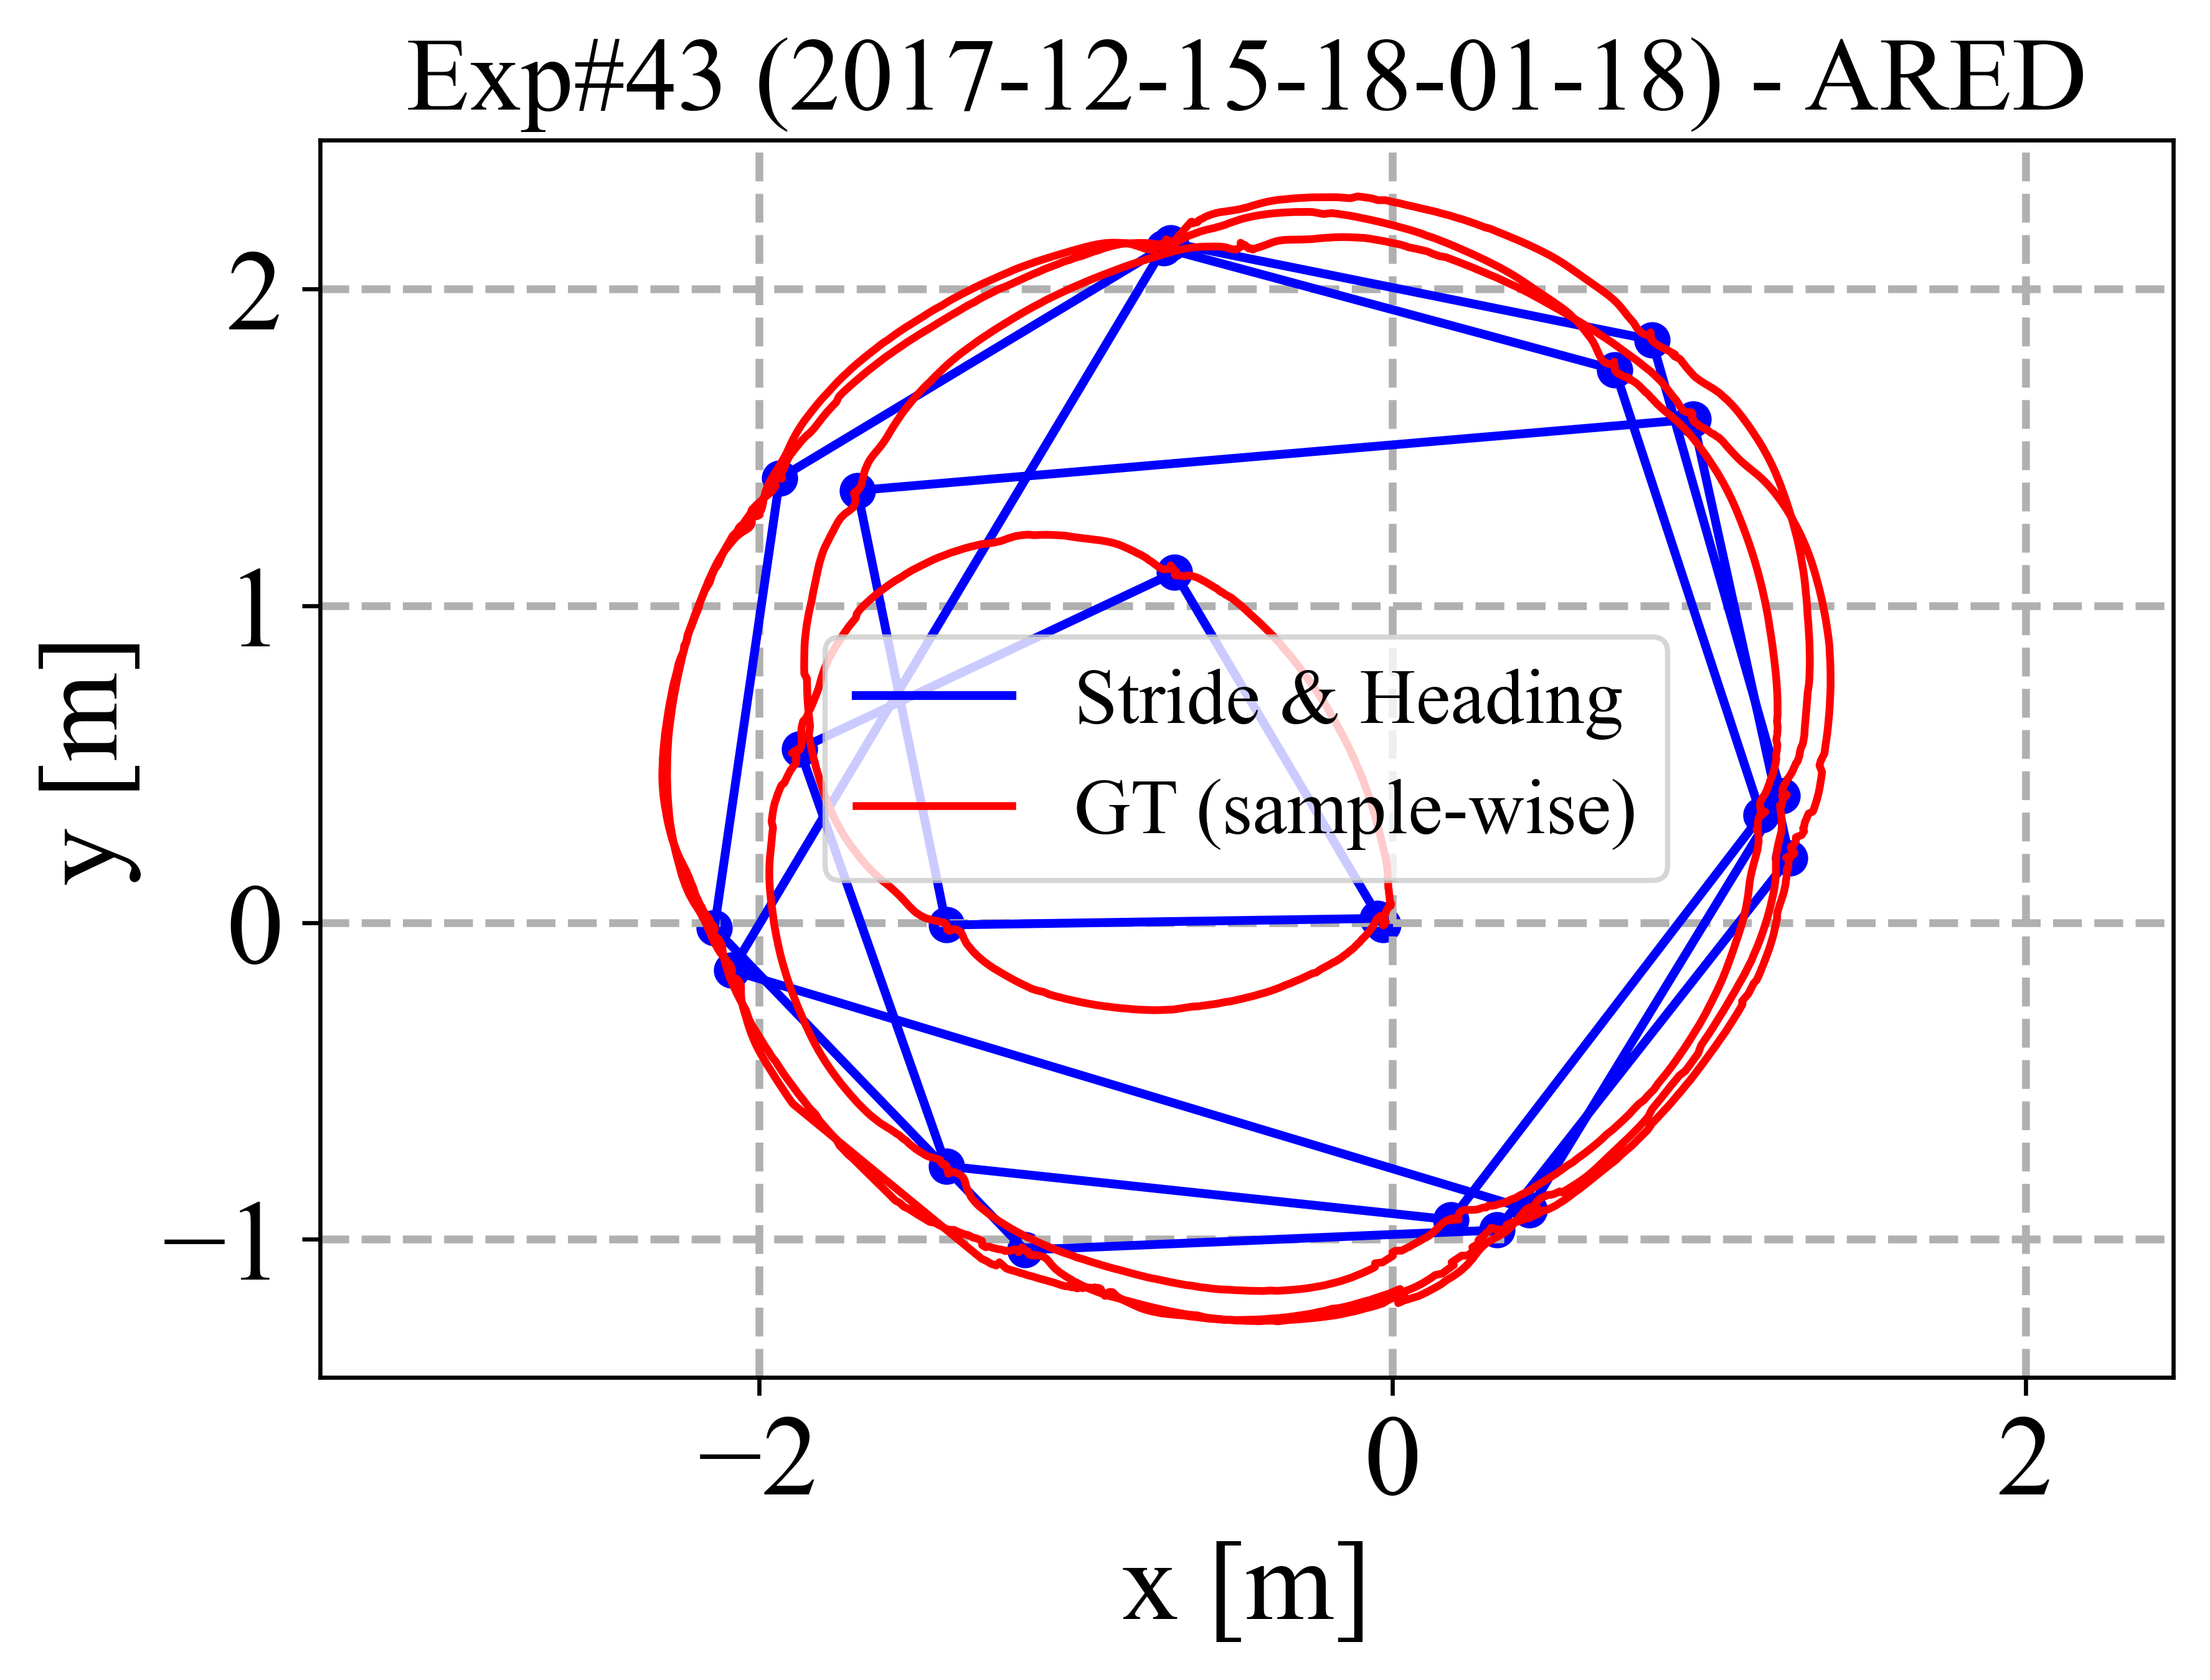 Exp#43 (2017-12-15-18-01-18) - ARED
y [m]
2
1
0
−1
Stride & Heading
GT (sample-wise)
−2
0
2
x [m]